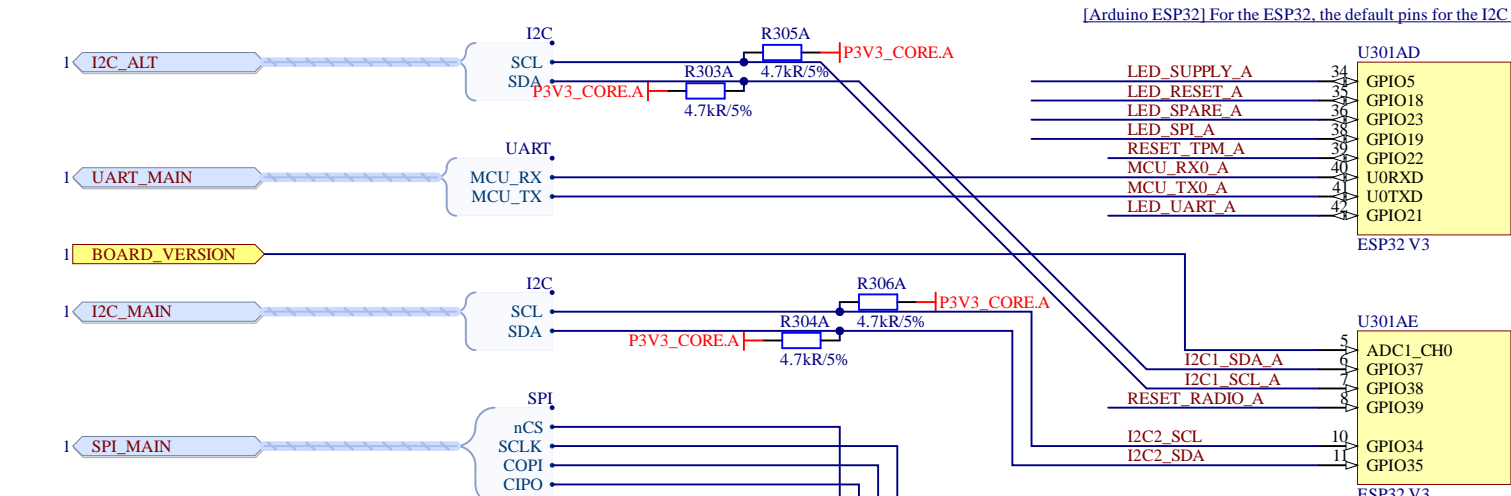 [Arduino ESP32] For the ESP32, the default pins for the I2C
I2C_ALT
1
I2C
SCL
SDA
R305A
4.7kR/5%
P3V3_CORE.A
R303A
4.7kR/5%
P3V3_CORE.A
U301AD
LED_SUPPLY_A
34
GPIO5
LED_RESET_A
35
GPIO18
LED_SPARE_A
36
GPIO23
LED_SPI_A
38
GPIO19
RESET_TPM_A
39
GPIO22
MCU_RX0_A
40
U0RXD
MCU_TX0_A
41
U0TXD
LED_UART_A
42
GPIO21
ESP32 V3
1
UART_MAIN
UART
MCU_RX
MCU_TX
1
BOARD_VERSION
1
I2C_MAIN
I2C
SCL
SDA
R306A
4.7kR/5%
P3V3_CORE.A
R304A
4.7kR/5%
P3V3_CORE.A
U301AE
5
ADC1_CH0
I2C1_SDA_A
6
GPIO37
I2C1_SCL_A
7
GPIO38
RESET_RADIO_A
8
GPIO39
I2C2_SCL
10
GPIO34
I2C2_SDA
11
GPIO35
ESP32 V3
1
SPI_MAIN
SPI
nCS
SCLK
COPI
CIPO